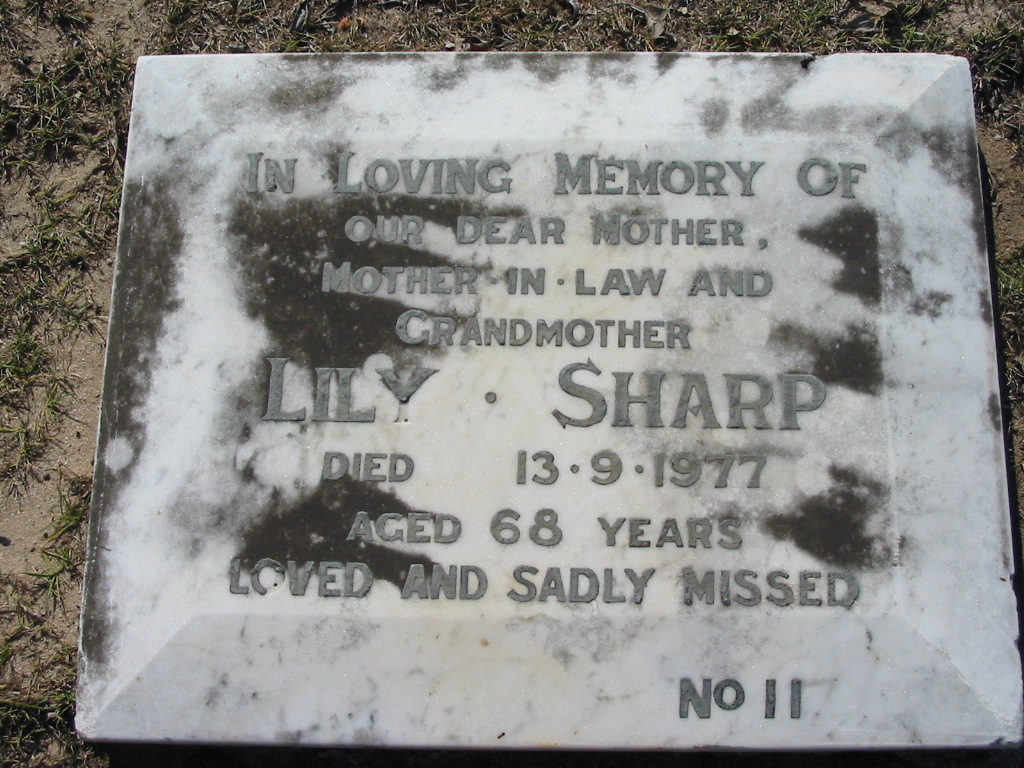 IN LOVING MEMORY OF
OUR DEAR MOTHER,
MOTHER·IN·LAW AND
GRANDMOTHER
LILY · SHARP
DIED 13·9·1977
AGED 68 YEARS
LOVED AND SADLY MISSED
No 11